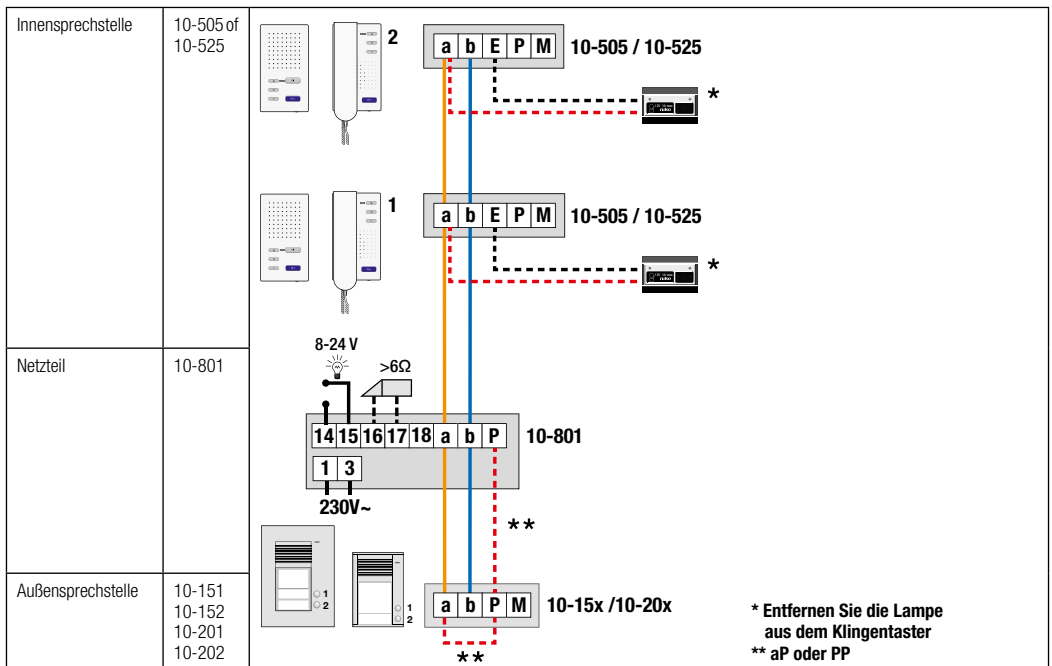 Innensprechstelle
10-505 of
10-525
2
a b E P M 10-505 / 10-525
*
niko
1
a b E P M 10-505 / 10-525
*
niko
Netzteil
10-801
8-24 V
>6Ω
14 15 16 17 18 a b P 10-801
1 3
230V~
**
Außensprechstelle
10-151
10-152
10-201
10-202
1
2
1
2
a b P M 10-15x /10-20x
**
* Entfernen Sie die Lampe
aus dem Klingentaster
** aP oder PP